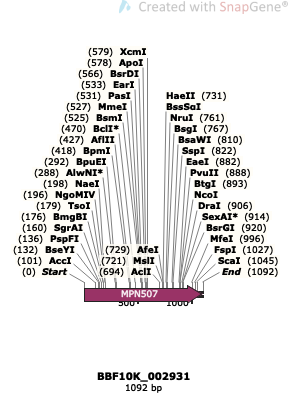 Created with SnapGene®
(579) XcmI
(578) ApoI
(566) BsrDI
(533) EarI
(531) PasI
(527) MmeI
(525) BsmI
(470) BclI*
(427) AflII
(418) BpmI
(292) BpuEI
(288) AlwNI*
(198) NaeI
(196) NgoMIV
(179) TsoI
(176) BmgBI
(160) SgrAI
(136) PspFI
(132) BseYI
(101) AccI
(0) Start
(729) AfeI
(721) MslI
(694) AclI
HaeII (731)
BssSαI
NruI (761)
BsgI (767)
BsaWI (810)
SspI (822)
EaeI (882)
PvuII (888)
BtgI (893)
NcoI
DraI (906)
SexAI* (914)
BsrGI (920)
MfeI (996)
FspI (1027)
ScaI (1045)
End (1092)
MPN507
500
1000
BBF10K_002931
1092 bp